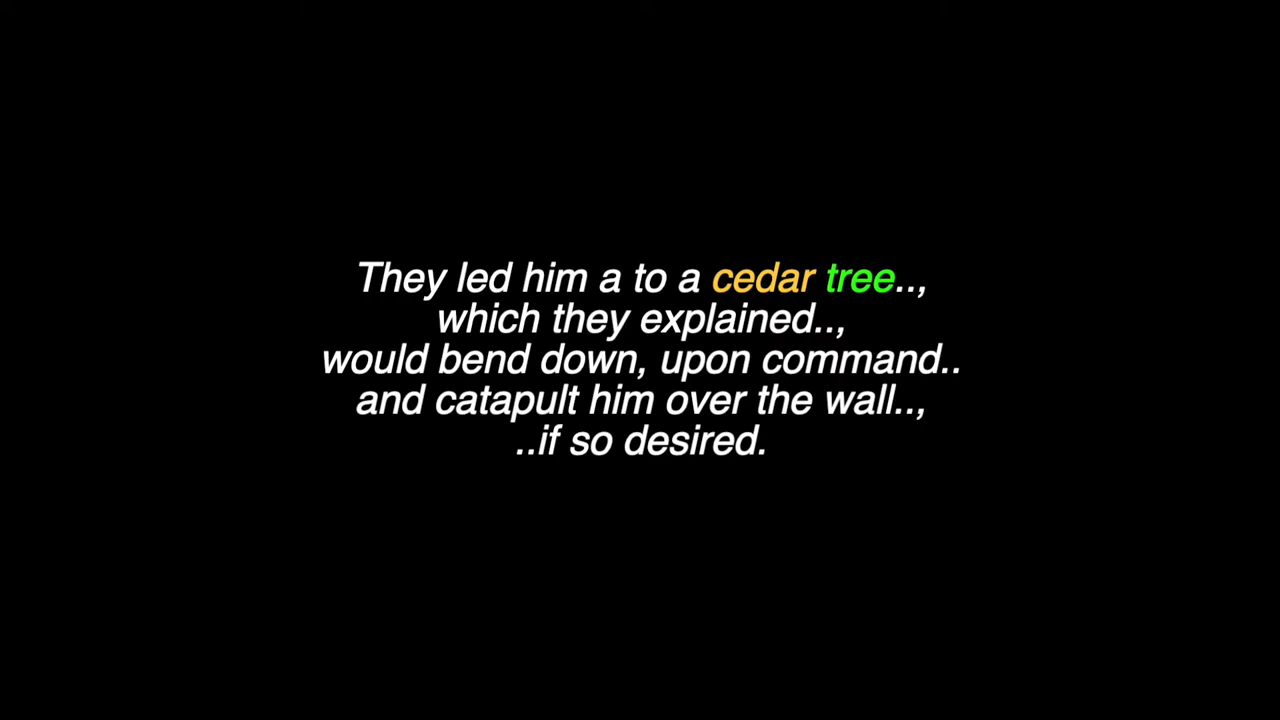 They led him a to a cedar tree..,
which they explained..,
would bend down, upon command..
and catapult him over the wall..,
..if so desired.